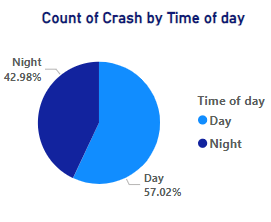 Count of Crash by Time of day
Night
42.98%
Time of day
Day
Night
Day
57.02%